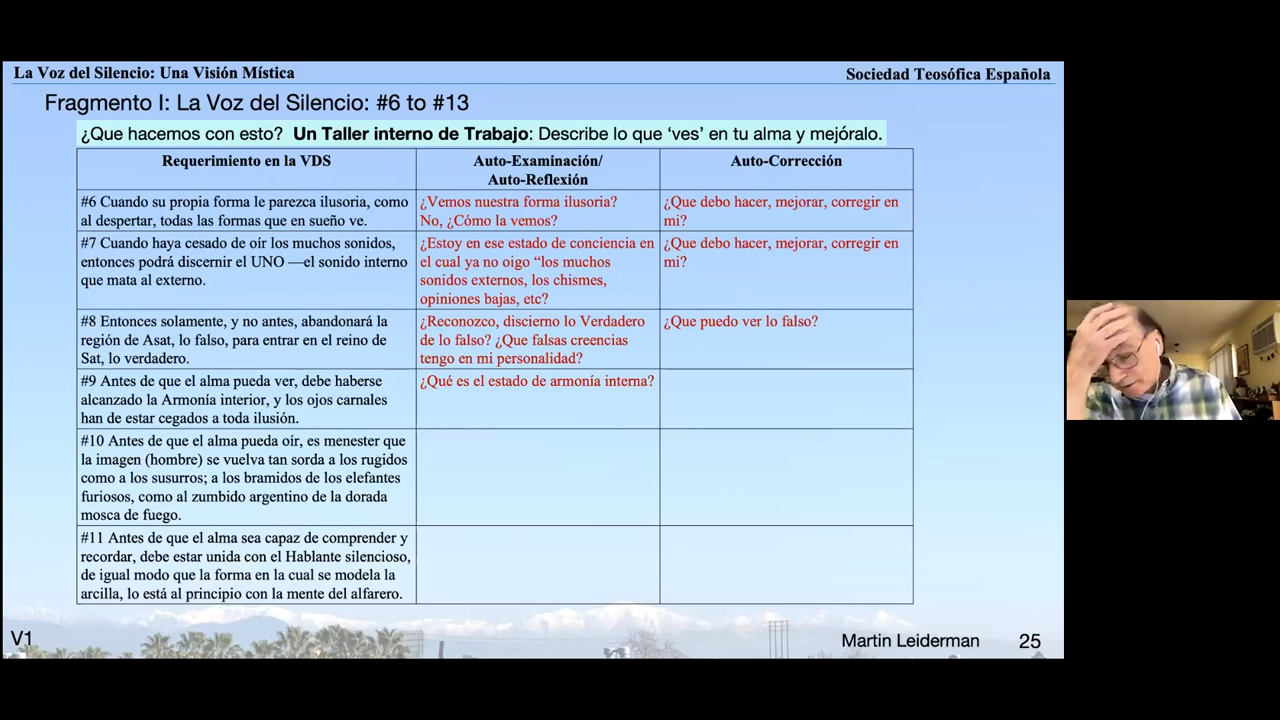 La Voz del Silencio: Una Visión Mística
Sociedad Teosófica Española
Fragmento I: La Voz del Silencio: #6 to #13
¿Que hacemos con esto? Un Taller interno de Trabajo: Describe lo que ‘ves’ en tu alma y mejóralo.
Requerimiento en la VDS
Auto-Examinación/
Auto-Reflexión
Auto-Corrección
#6 Cuando su propia forma le parezca ilusoria, como
al despertar, todas las formas que en sueño ve.
¿Vemos nuestra forma ilusoria?
No, ¿Cómo la vemos?
¿Que debo hacer, mejorar, corregir en
mi?
#7 Cuando haya cesado de oír los muchos sonidos,
entonces podrá discernir el UNO —el sonido interno
que mata al externo.
¿Estoy en ese estado de conciencia en
el cual ya no oigo “los muchos
sonidos externos, los chismes,
opiniones bajas, etc?
¿Que debo hacer, mejorar, corregir en
mi?
#8 Entonces solamente, y no antes, abandonará la
región de Asat, lo falso, para entrar en el reino de
Sat, lo verdadero.
¿Reconozco, discierno lo Verdadero
de lo falso? ¿Que falsas creencias
tengo en mi personalidad?
¿Que puedo ver lo falso?
#9 Antes de que el alma pueda ver, debe haberse
alcanzado la Armonía interior, y los ojos carnales
han de estar cegados a toda ilusión.
¿Qué es el estado de armonía interna?
#10 Antes de que el alma pueda oír, es menester que
la imagen (hombre) se vuelva tan sorda a los rugidos
como a los susurros; a los bramidos de los elefantes
furiosos, como al zumbido argentino de la dorada
mosca de fuego.
#11 Antes de que el alma sea capaz de comprender y
recordar, debe estar unida con el Hablante silencioso,
de igual modo que la forma en la cual se modela la
arcilla, lo está al principio con la mente del alfarero.
V1
Martin Leiderman
25